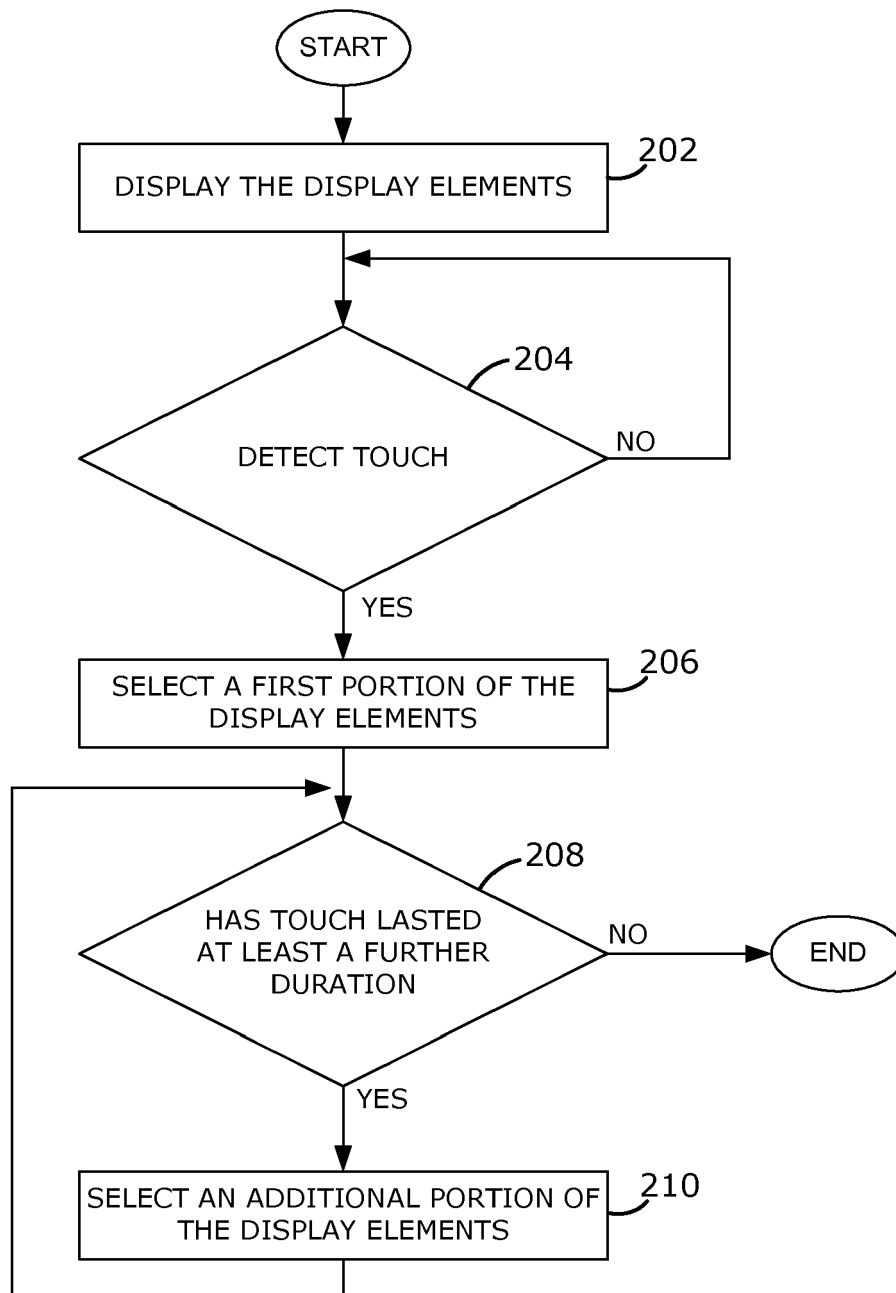 START
202
DISPLAY THE DISPLAY ELEMENTS
204
DETECT TOUCH
NO
YES
206
SELECT A FIRST PORTION OF THE
DISPLAY ELEMENTS
208
HAS TOUCH LASTED
AT LEAST A FURTHER
DURATION
NO
END
YES
210
SELECT AN ADDITIONAL PORTION OF
THE DISPLAY ELEMENTS